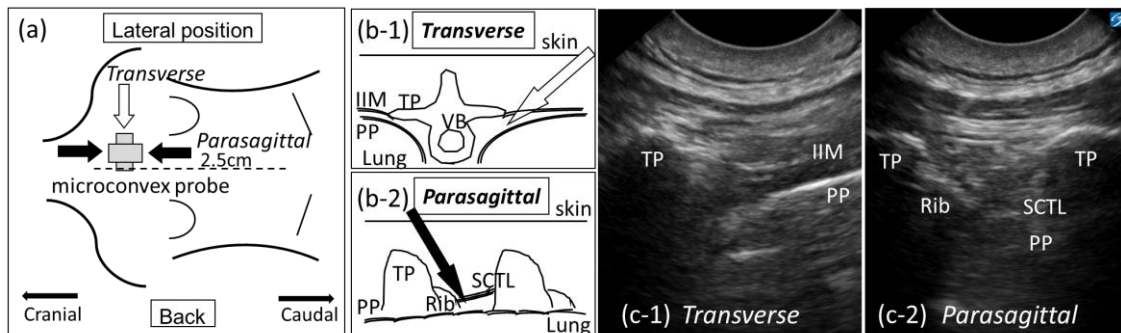 (a)
Lateral position
Transverse
Parasagittal
2.5cm
microconvex probe
Cranial
Back
Caudal
(b-1)
Transverse
skin
IIM
TP
VB
PP
Lung
(b-2)
Parasagittal
skin
TP
SCTL
PP
Rib
Lung
TP
IIM
PP
(c-1) Transverse
TP
TP
Rib
SCTL
PP
(c-2) Parasagittal